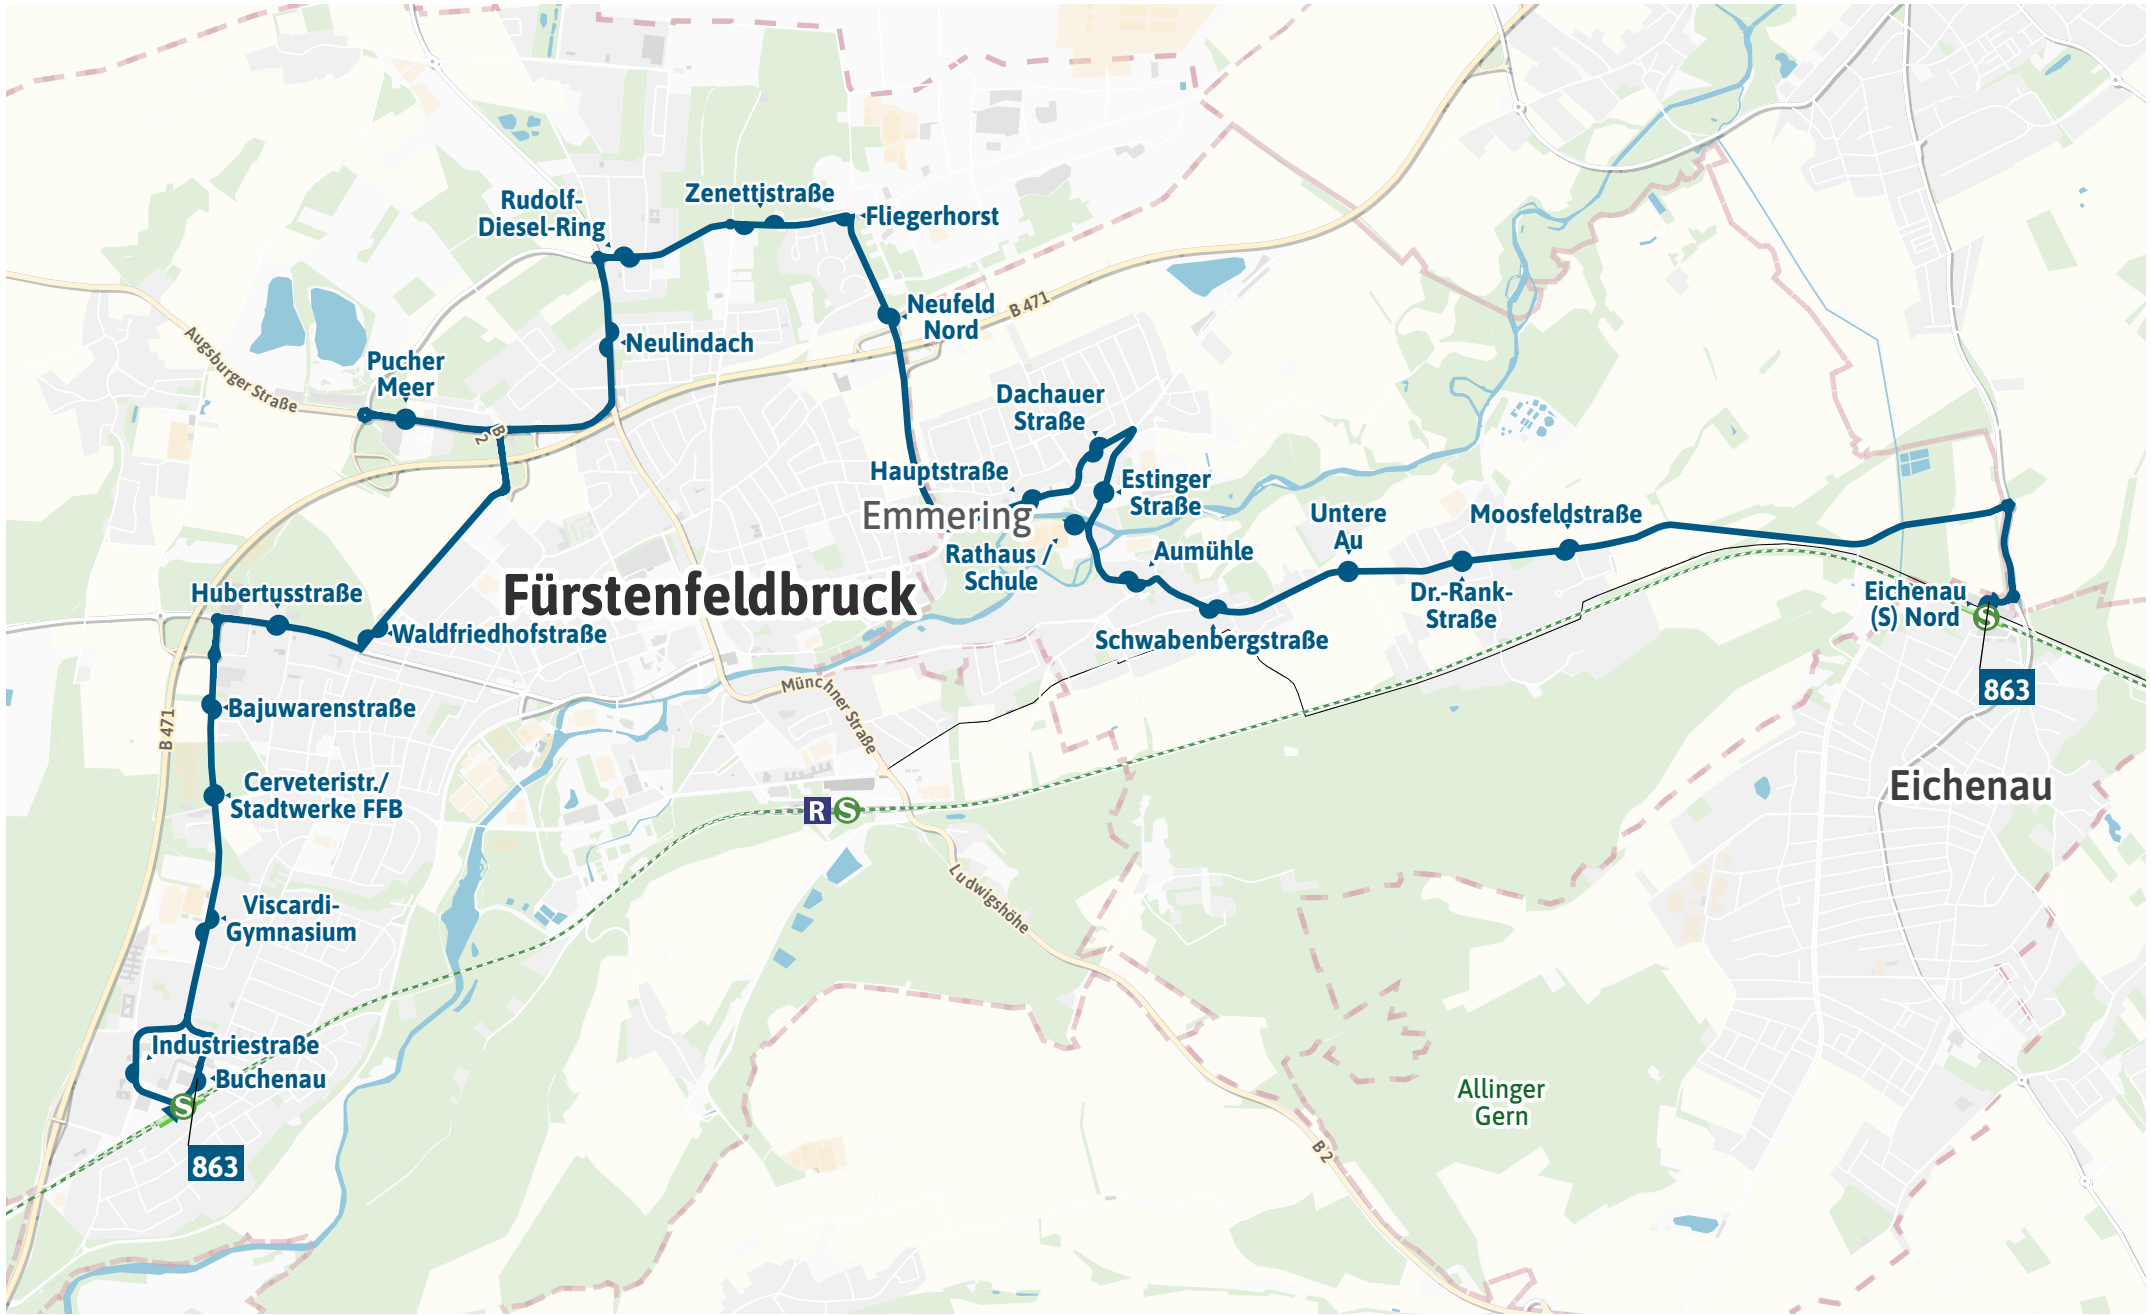 Zenettistraße
Rudolf-
Diesel-Ring
Fliegerhorst
Neufeld
Nord
B 471
Neulindach
Augsburger Straße
Pucher
Meer
B 2
Dachauer
Straße
Hauptstraße
Estinger
Straße
Emmering
Untere
Au
Moosfeldstraße
Rathaus /
Schule
Aumühle
Fürstenfeldbruck
Hubertusstraße
Waldfriedhofstraße
Dr.-Rank-
Straße
Eichenau
(S) Nord
S
Schwabenbergstraße
863
Münchner Straße
B 471
Bajuwarenstraße
Cerveteristr./
Stadtwerke FFB
R S
Eichenau
Ludwigshöhe
Viscardi-
Gymnasium
Industriestraße
Buchenau
S
863
Allinger
Gern
B 2